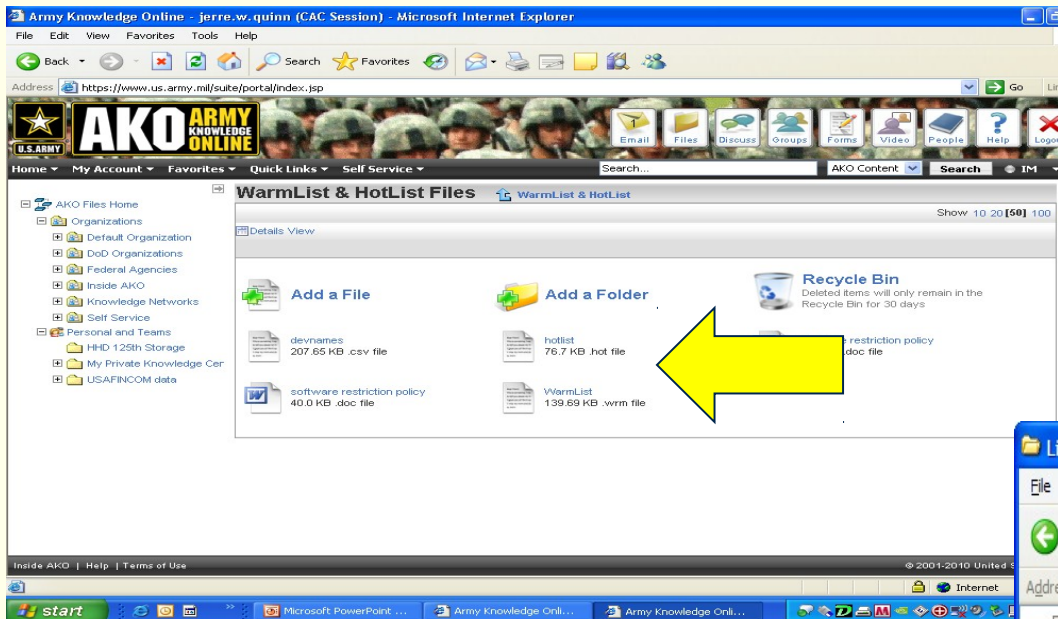 Army Knowledge Online - jerre.w.quinn (CAC Session) - Microsoft Internet Explorer
File Edit View Favorites Tools Help
Back Search Favorites
Address https://www.us.army.mil/suite/portal/index.jsp Go
U.S.ARMY AKO ARMY KNOWLEDGE ONLINE
Email Files Discuss Groups Forms Video People Help Logou
Home My Account Favorites Quick Links Self Service Search... AKO Content Search IM
AKO Files Home
Organizations
Default Organization
DoD Organizations
Federal Agencies
Inside AKO
Knowledge Networks
Self Service
Personal and Teams
HHD 125th Storage
My Private Knowledge Cer
USAFINCOM data
WarmList & HotList Files WarmList & HotList
Show 10 20 [50] 100
Details View
Add a File
Add a Folder
Recycle Bin
Deleted items will only remain in the
Recycle Bin for 30 days
devnames
207.65 KB .csv file
hotlist
76.7 KB .hot file
restriction policy
.doc file
software restriction policy
40.0 KB .doc file
WarmList
139.69 KB .wrm file
Inside AKO | Help | Terms of Use
© 2001-2010 United S
Internet
File
Addre
start Microsoft PowerPoint ... Army Knowledge Onli... Army Knowledge Onli...